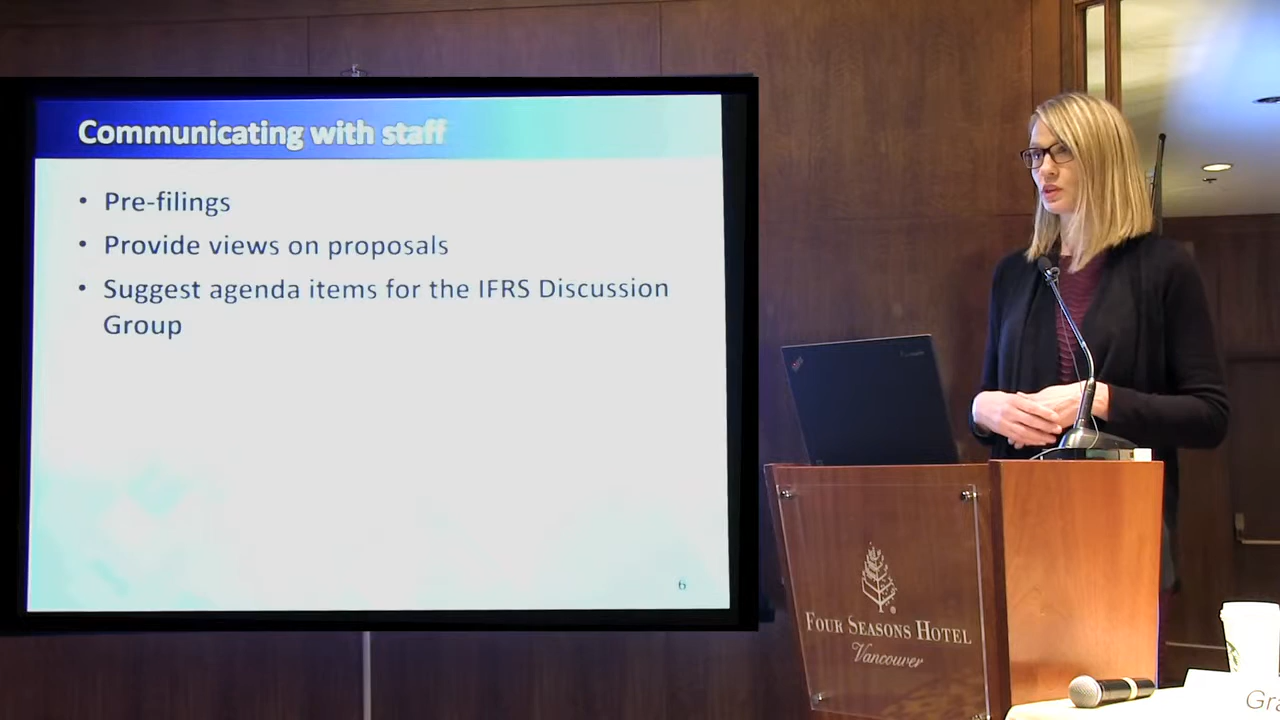 Communicating with staff
• Pre-filings
• Provide views on proposals
• Suggest agenda items for the IFRS Discussion
Group
6
FOUR SEASONS HOTEL
Vancouver